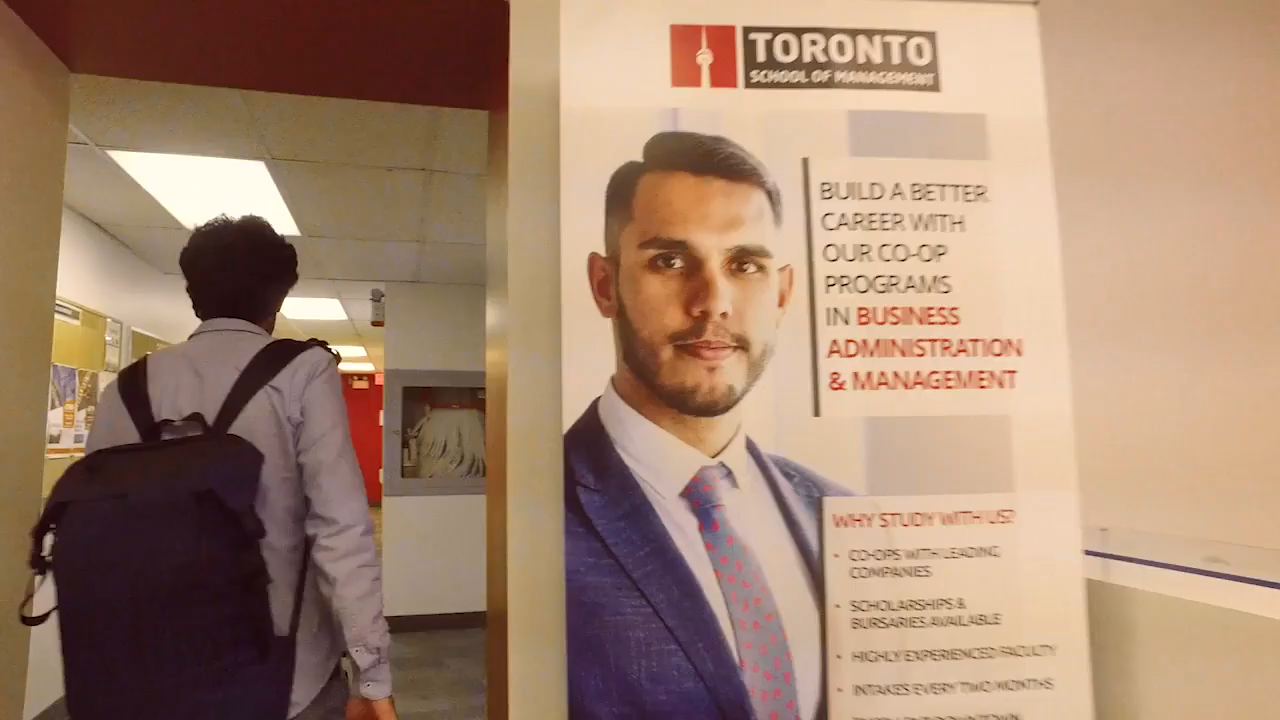 TORONTO
SCHOOL OF MANAGEMENT
BUILD A BETTER
CAREER WITH
OUR CO-OP
PROGRAMS
IN BUSINESS
ADMINISTRATION
& MANAGEMENT
WHY STUDY WITH US?
• CO-OPS WITH LEADING
COMPANIES
• SCHOLARSHIPS &
BURSARIES AVAILABLE
• HIGHLY EXPERIENCED FACULTY
• INTAKES EVERY TWO MONTHS